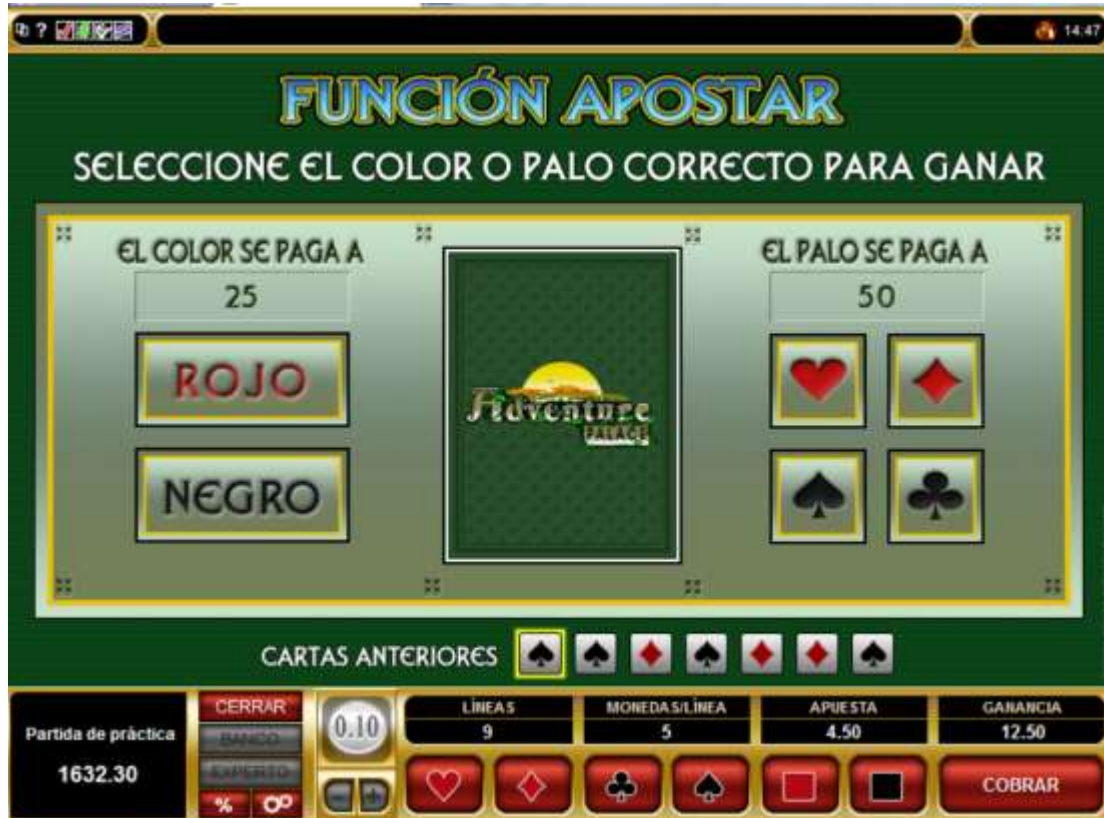 ?
14:47
FUNCIÓN APOSTAR
SELECCIONE EL COLOR O PALO CORRECTO PARA GANAR
EL COLOR SE PAGA A
25
ROJO
NEGRO
Adventure
PALACE
EL PALO SE PAGA A
50
CARTAS ANTERIORES
Partida de práctica
1632.30
CERRAR
BANCO
EXPERTO
%
0.10
- +
LÍNEAS
9
MONEDAS/LÍNEA
5
APUESTA
4.50
GANANCIA
12.50
COBRAR